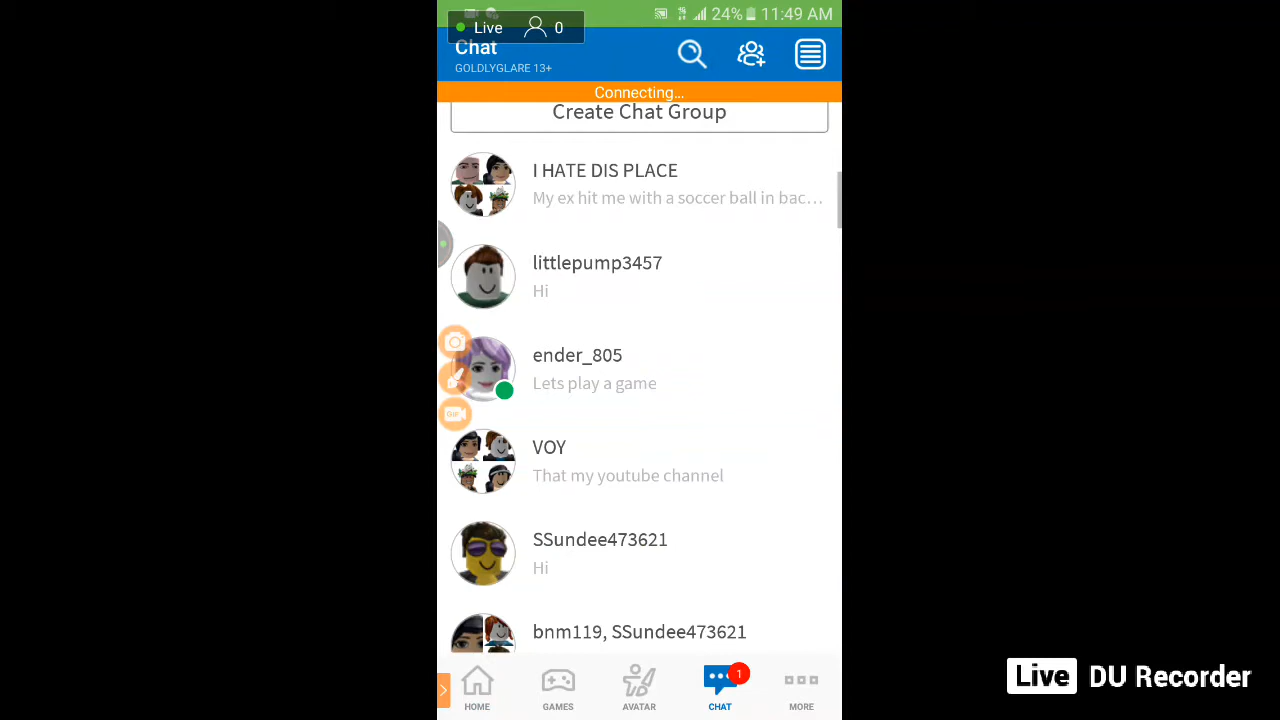 Live 0 24% 11:49 AM
Chat
GOLDLYGLARE 13+
Connecting...
Create Chat Group
I HATE DIS PLACE
My ex hit me with a soccer ball in bac...
littlepump3457
Hi
ender_805
Lets play a game
GIF
VOY
That my youtube channel
SSundee473621
Hi
bnm119, SSundee473621
1
HOME GAMES AVATAR CHAT MORE
Live DU Recorder